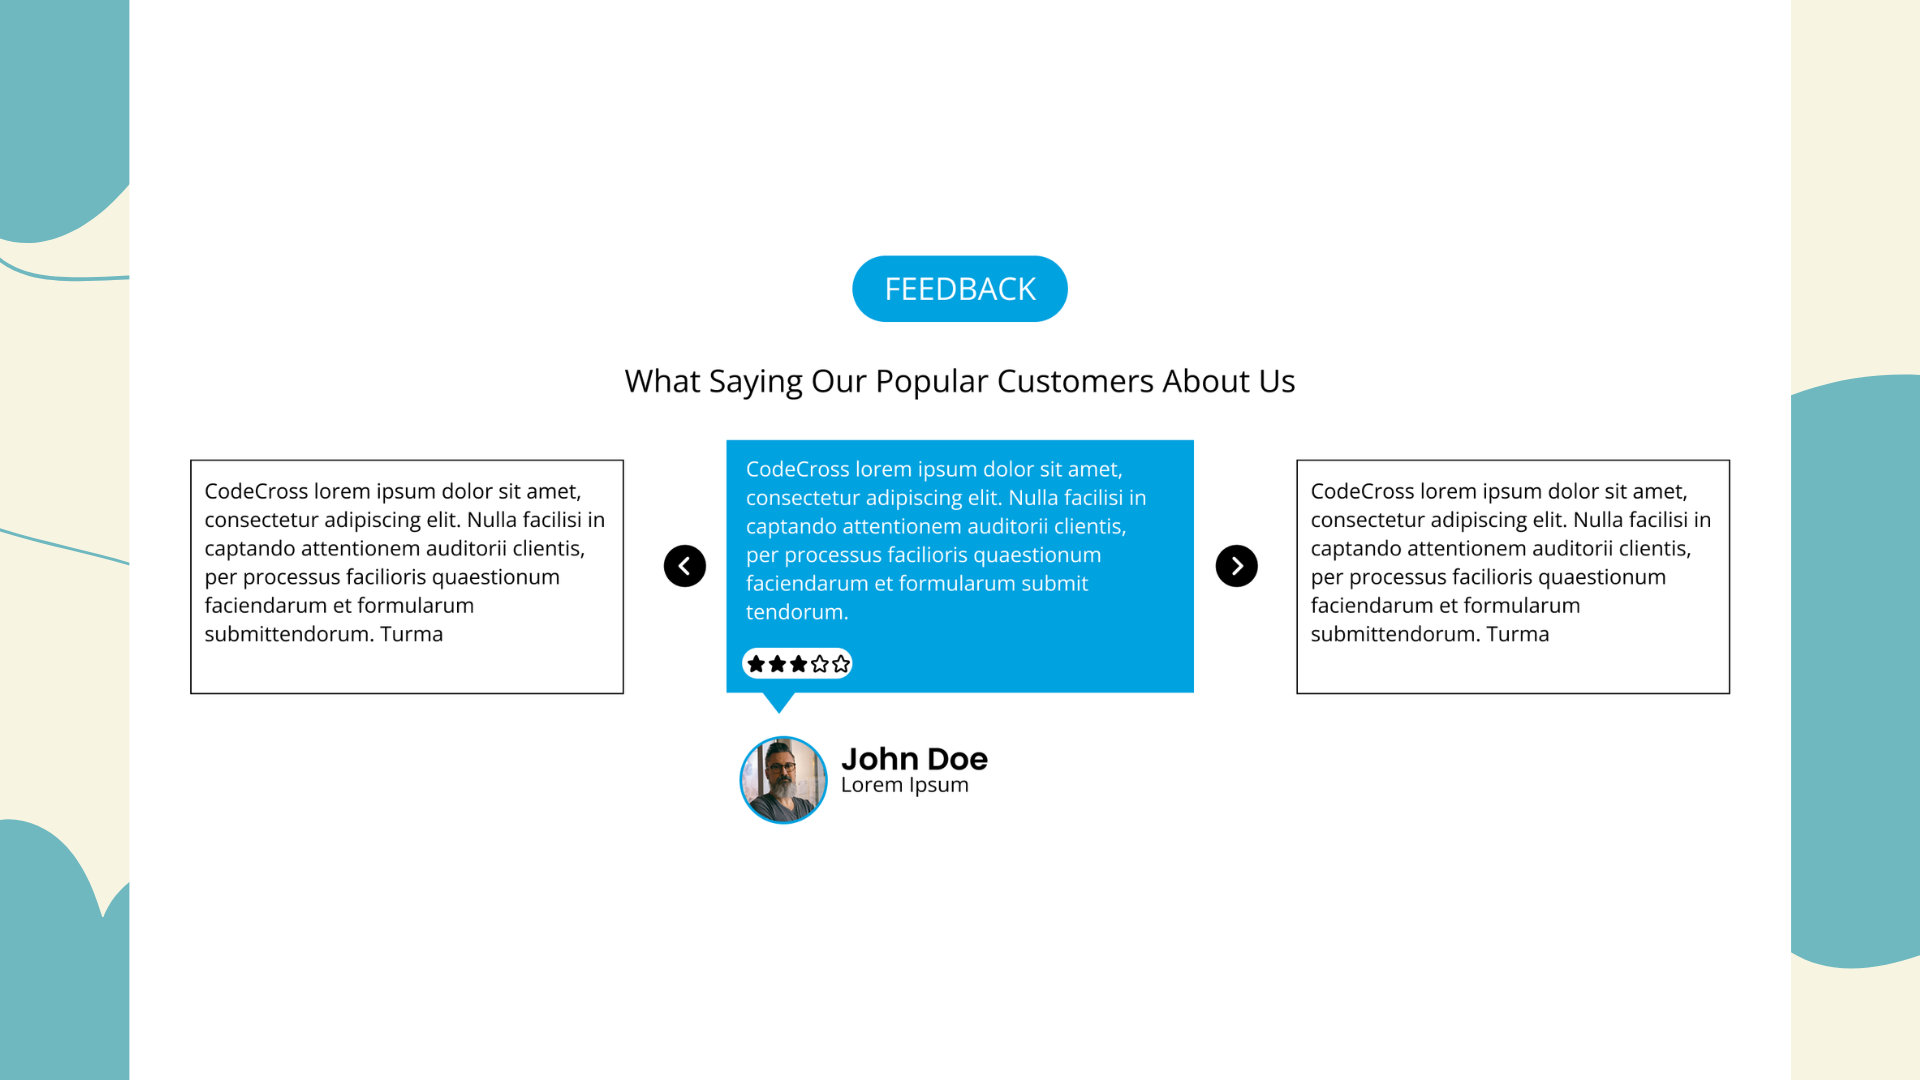 FEEDBACK
What Saying Our Popular Customers About Us
CodeCross lorem ipsum dolor sit amet,
consectetur adipiscing elit. Nulla facilisi in
captando attentionem auditorii clientis,
per processus facilioris quaestionum
faciendarum et formularum
submittendorum. Turma
CodeCross lorem ipsum dolor sit amet,
consectetur adipiscing elit. Nulla facilisi in
captando attentionem auditorii clientis,
per processus facilioris quaestionum
faciendarum et formularum submit
tendorum.
John Doe
Lorem Ipsum
CodeCross lorem ipsum dolor sit amet,
consectetur adipiscing elit. Nulla facilisi in
captando attentionem auditorii clientis,
per processus facilioris quaestionum
faciendarum et formularum
submittendorum. Turma